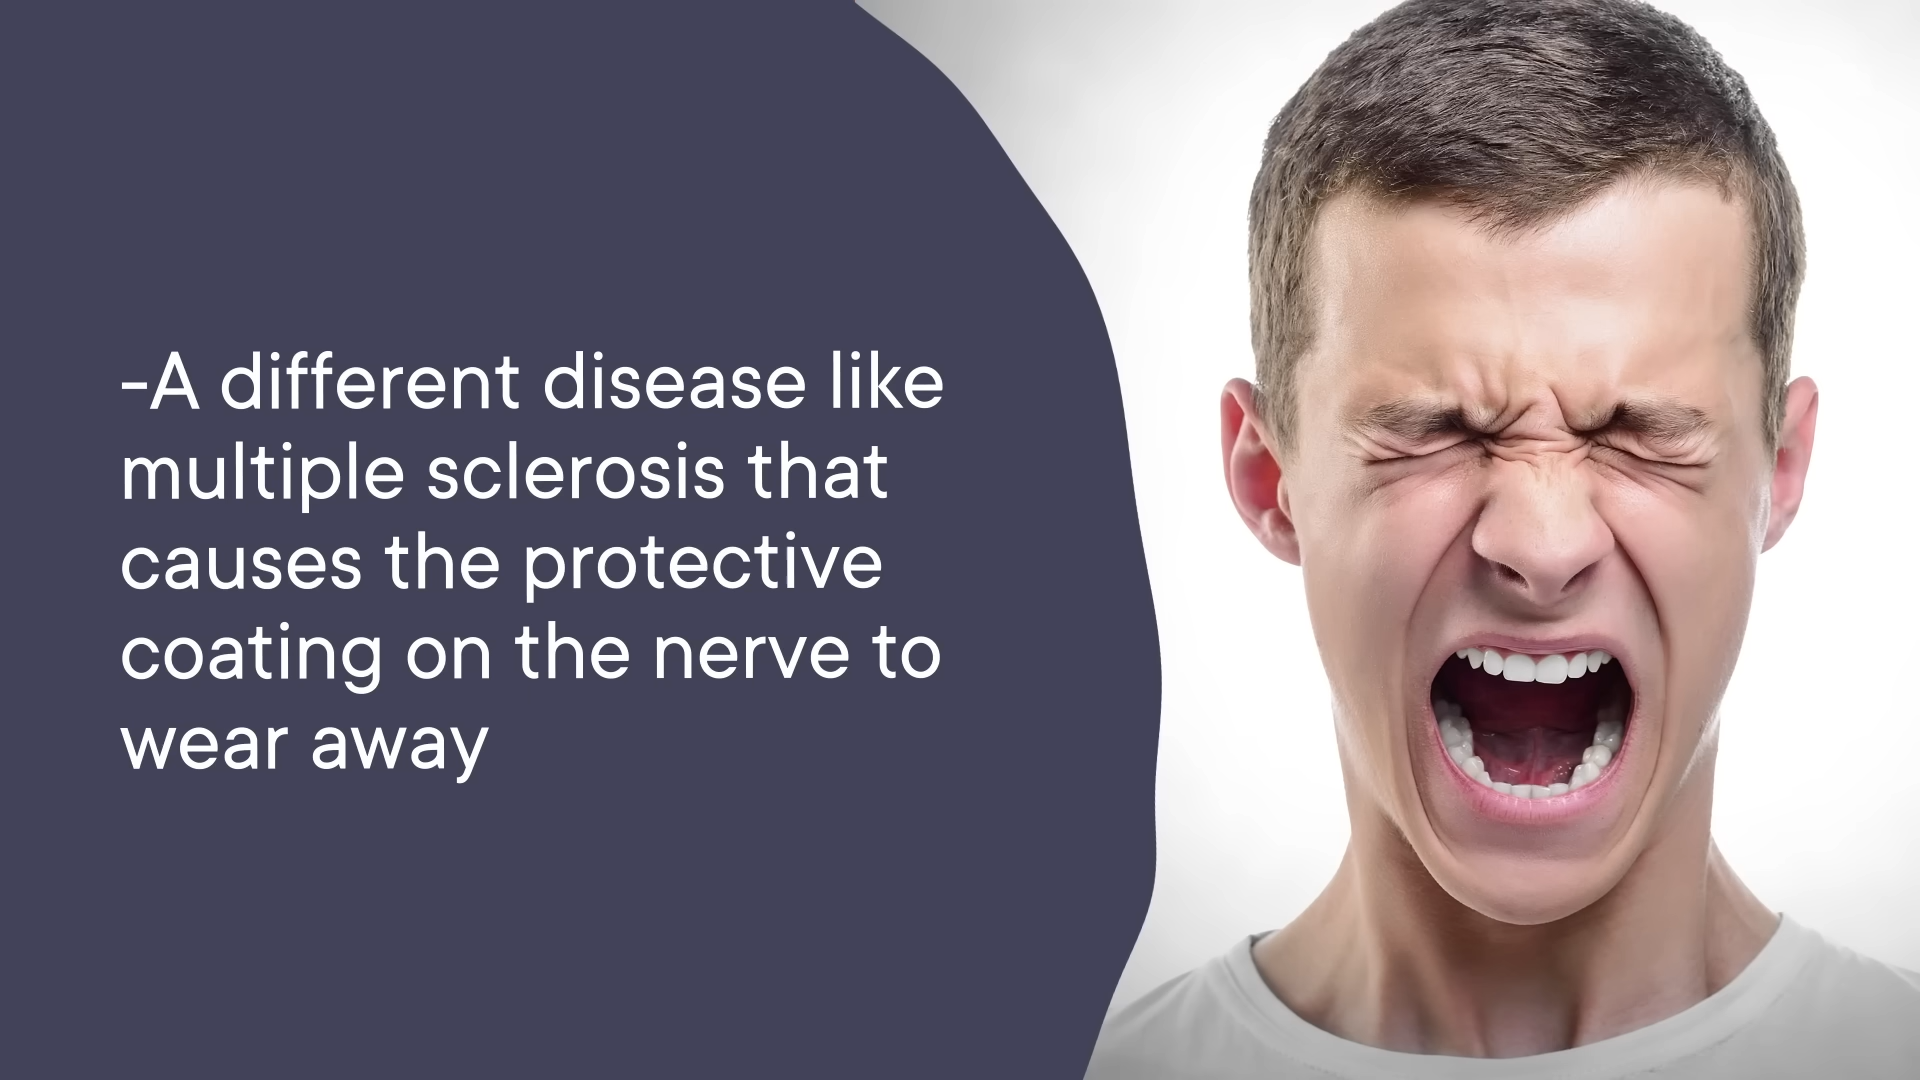 -A different disease like
multiple sclerosis that
causes the protective
coating on the nerve to
wear away